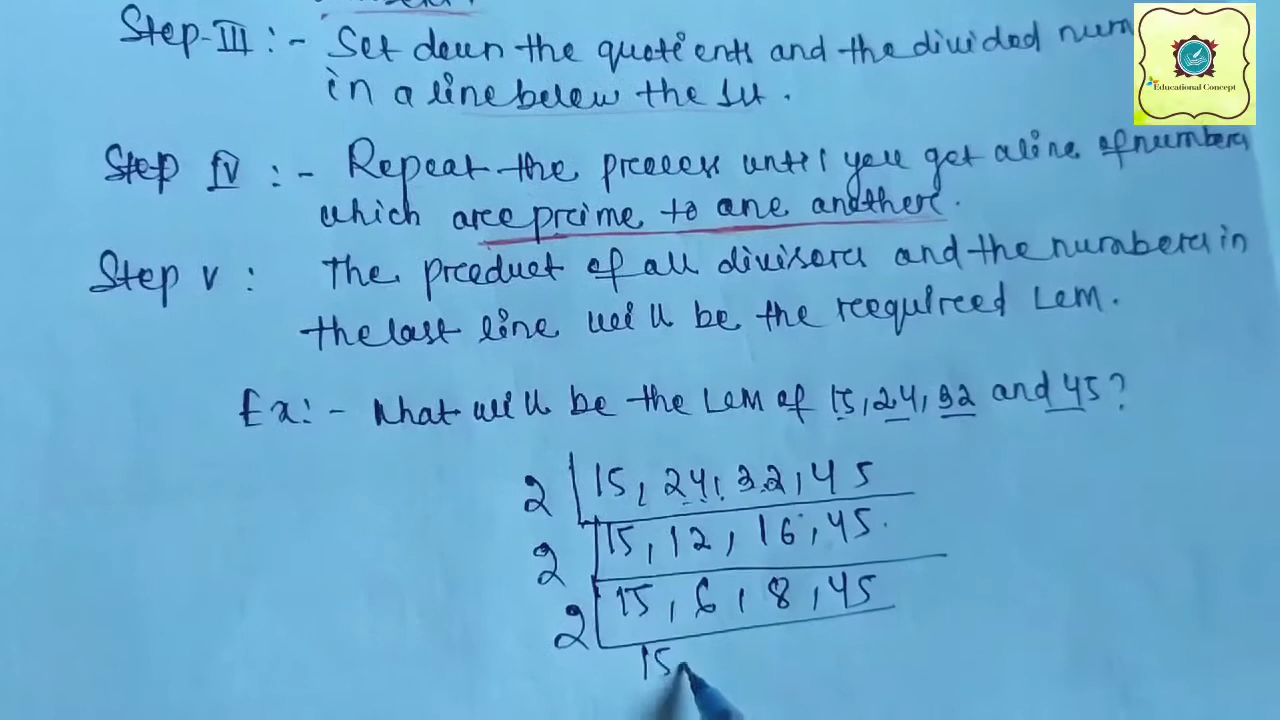 Step-III :- Set down the quotients and the divided num
in a line below the 1st.
Step IV :- Repeat the process until you get a line of numbers
which are prime to one another.
Step V : The product of all divisors and the numbers in
the last line will be the required LCM.
Ex:- What will be the LCM of 15, 24, 32 and 45?
2 | 15, 24, 32, 45
2 | 15, 12, 16, 45
2 | 15, 6, 8, 45
15
Educational Concept